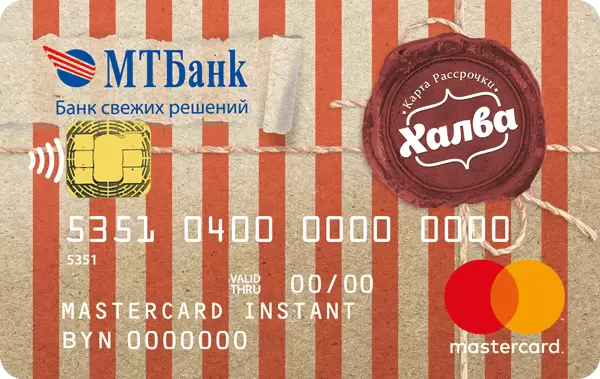 МТБанк
Банк свежих решений
Карта Рассрочки
Халва
5351 0400 0000 0000
5351
VALID THRU 00/00
MASTERCARD INSTANT
BYN 0000000
mastercard.